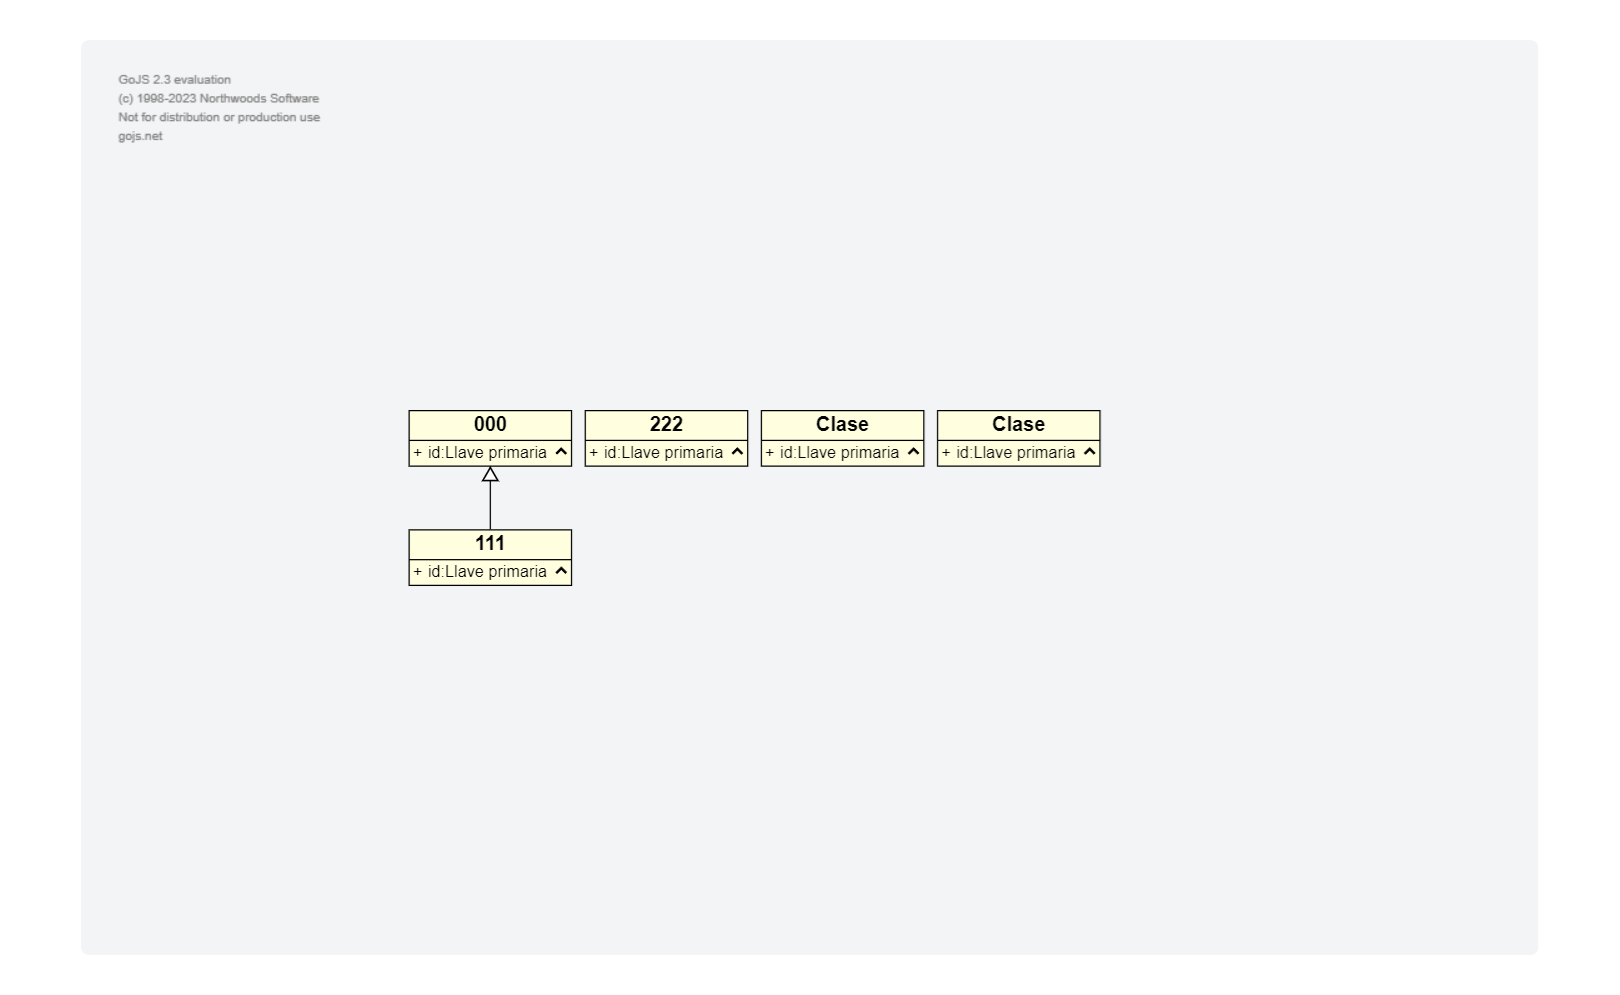 GoJS 2.3 evaluation
(c) 1998-2023 Northwoods Software
Not for distribution or production use
gojs.net
000
+ id:Llave primaria
222
+ id:Llave primaria
Clase
+ id:Llave primaria
Clase
+ id:Llave primaria
111
+ id:Llave primaria